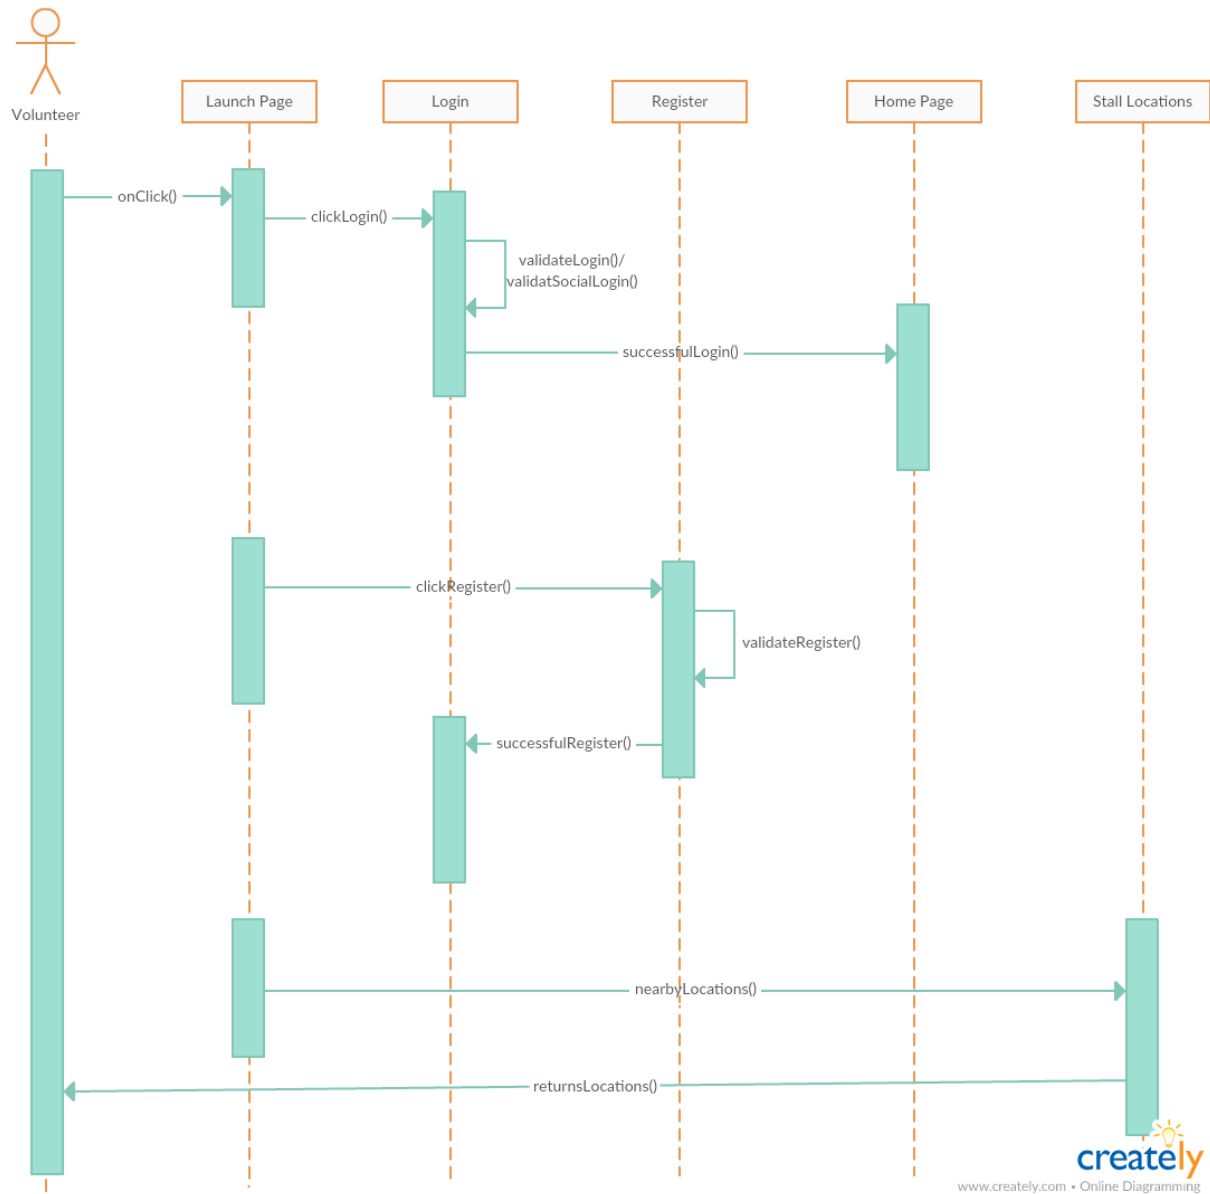 Volunteer
Launch Page
Login
Register
Home Page
Stall Locations
onClick()
clickLogin()
validateLogin()/
validatSocialLogin()
successfulLogin()
clickRegister()
validateRegister()
successfulRegister()
nearbyLocations()
returnsLocations()
creately
www.creately.com • Online Diagramming